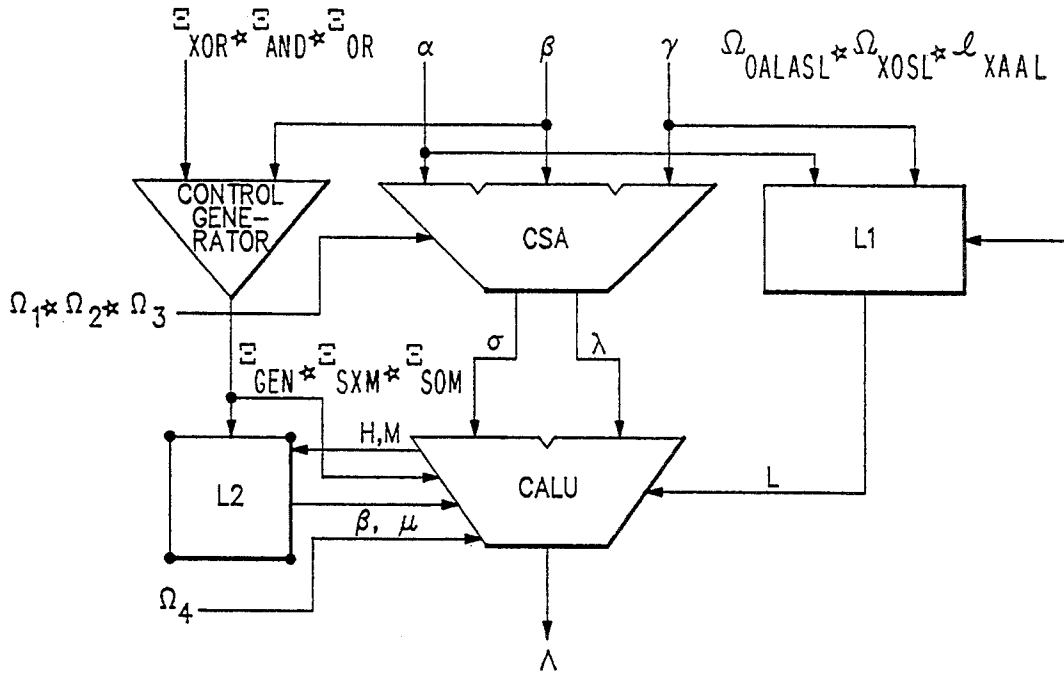 Ξ XOR ☆ Ξ AND ☆ Ξ OR
α
β
γ
Ω OALASL ☆ Ω XOSL ☆ ℓ XAAL
CONTROL
GENE-
RATOR
CSA
L1
Ω1☆ Ω2☆ Ω3
σ
λ
Ξ GEN ☆ Ξ SXM ☆ Ξ SOM
H,M
L2
CALU
L
β, μ
Ω4
Λ